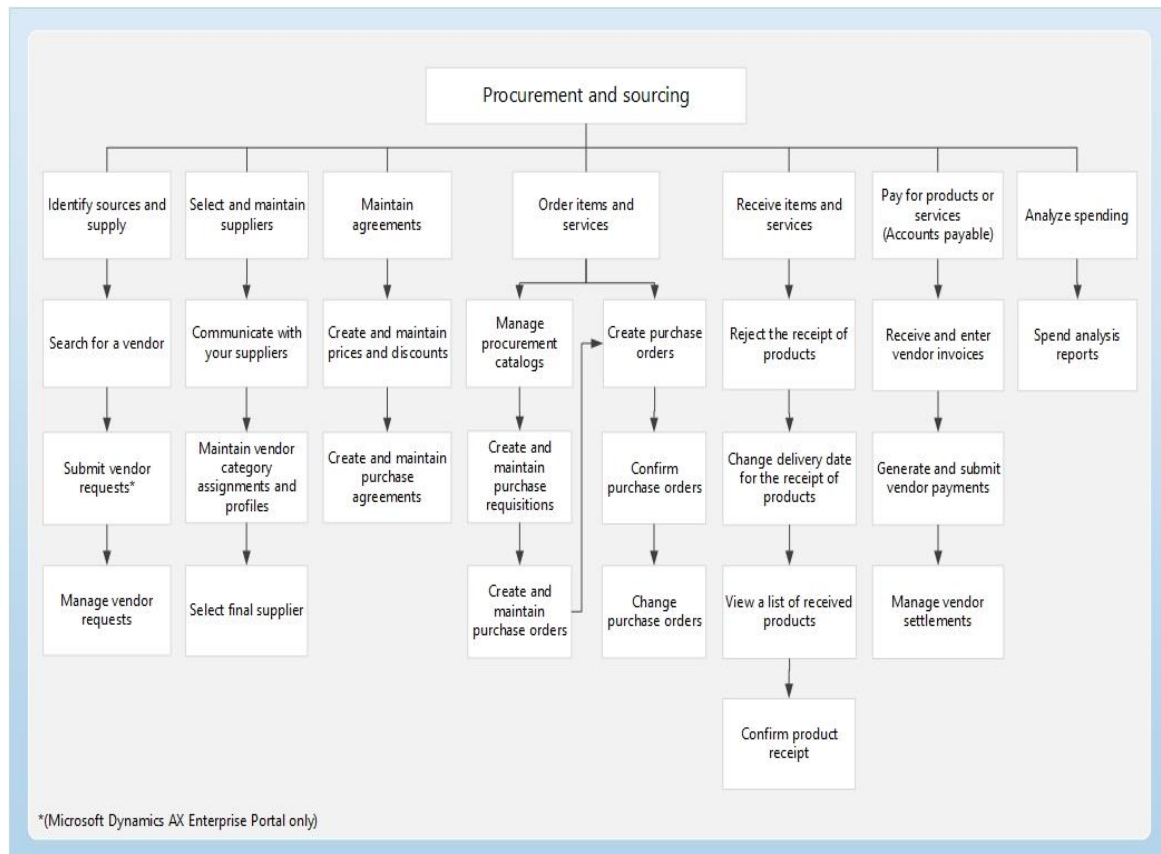 Procurement and sourcing
Identify sources and
supply
Select and maintain
suppliers
Maintain
agreements
Order items and
services
Receive items and
services
Pay for products or
services
(Accounts payable)
Analyze spending
Search for a vendor
Communicate with
your suppliers
Create and maintain
prices and discounts
Manage
procurement
catalogs
Create purchase
orders
Reject the receipt of
products
Receive and enter
vendor invoices
Spend analysis
reports
Submit vendor
requests*
Maintain vendor
category
assignments and
profiles
Create and maintain
purchase
agreements
Create and
maintain
purchase
requisitions
Confirm
purchase orders
Change delivery date
for the receipt of
products
Generate and submit
vendor payments
Manage vendor
requests
Select final supplier
Create and
maintain
purchase orders
Change
purchase orders
View a list of received
products
Manage vendor
settlements
Confirm product
receipt
*(Microsoft Dynamics AX Enterprise Portal only)